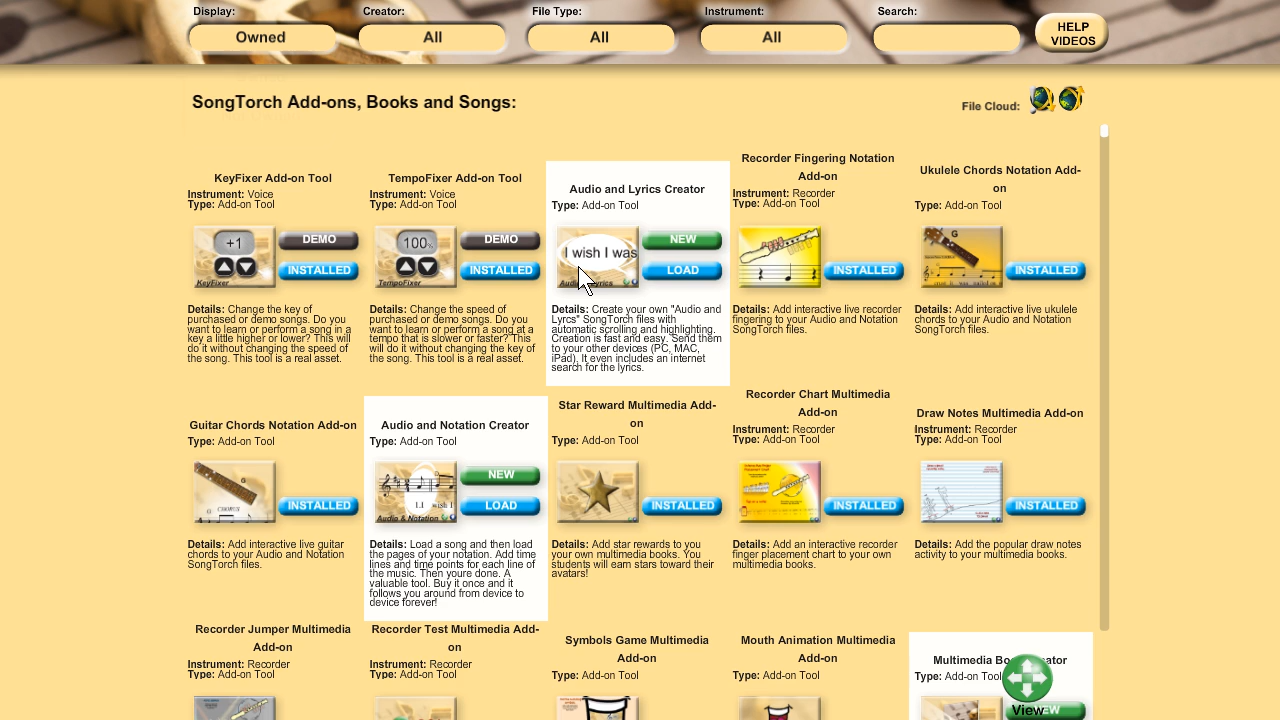 Display:
Creator:
File Type:
Instrument:
Search:
Owned
All
All
All
HELP
VIDEOS
SongTorch Add-ons, Books and Songs:
File Cloud:
KeyFixer Add-on Tool
Instrument: Voice
Type: Add-on Tool
+1
KeyFixer
DEMO
INSTALLED
Details: Change the key of
purchased or demo songs. Do you
want to learn or perform a song in a
key a little higher or lower? This will
do it without changing the speed of
the song. This tool is a real asset.
TempoFixer Add-on Tool
Instrument: Voice
Type: Add-on Tool
100%
TempoFixer
DEMO
INSTALLED
Details: Change the speed of
purchased or demo songs. Do you
want to learn or perform a song at a
tempo that is slower or faster? This
will do it without changing the key of
the song. This tool is a real asset.
Audio and Lyrics Creator
Type: Add-on Tool
I wish I was
NEW
LOAD
Details: Create your own "Audio and
Lyrcs" SongTorch files with
automatic scrolling and highlighting.
Creation is fast and easy. Send them
to your other devices (PC, MAC,
iPad). It even includes an internet
search for the lyrics.
Recorder Fingering Notation
Add-on
Instrument: Recorder
Type: Add-on Tool
INSTALLED
Details: Add interactive live recorder
fingering to your Audio and Notation
SongTorch files.
Ukulele Chords Notation Add-
on
Type: Add-on Tool
G
INSTALLED
Details: Add interactive live ukulele
chords to your Audio and Notation
SongTorch files.
Guitar Chords Notation Add-on
Type: Add-on Tool
G
CHORUS
INSTALLED
Details: Add interactive live guitar
chords to your Audio and Notation
SongTorch files.
Audio and Notation Creator
Type: Add-on Tool
wish I
Audio & Notation
NEW
LOAD
Details: Load a song and then load
the pages of your notation. Add time
lines and time points for each line of
the music. Then youre done. A
valuable tool. Buy it once and it
follows you around from device to
device forever!
Star Reward Multimedia Add-
on
Type: Add-on Tool
INSTALLED
Details: Add star rewards to you
your own multimedia books. You
students will earn stars toward their
avatars!
Recorder Chart Multimedia
Add-on
Instrument: Recorder
Type: Add-on Tool
INSTALLED
Details: Add an interactive recorder
finger placement chart to your own
multimedia books.
Draw Notes Multimedia Add-on
Instrument: Recorder
Type: Add-on Tool
INSTALLED
Details: Add the popular draw notes
activity to your multimedia books.
Recorder Jumper Multimedia
Add-on
Instrument: Recorder
Type: Add-on Tool
Recorder Test Multimedia Add-
on
Instrument: Recorder
Type: Add-on Tool
Symbols Game Multimedia
Add-on
Type: Add-on Tool
Mouth Animation Multimedia
Add-on
Type: Add-on Tool
Multimedia
Type: Add-on Tool
View